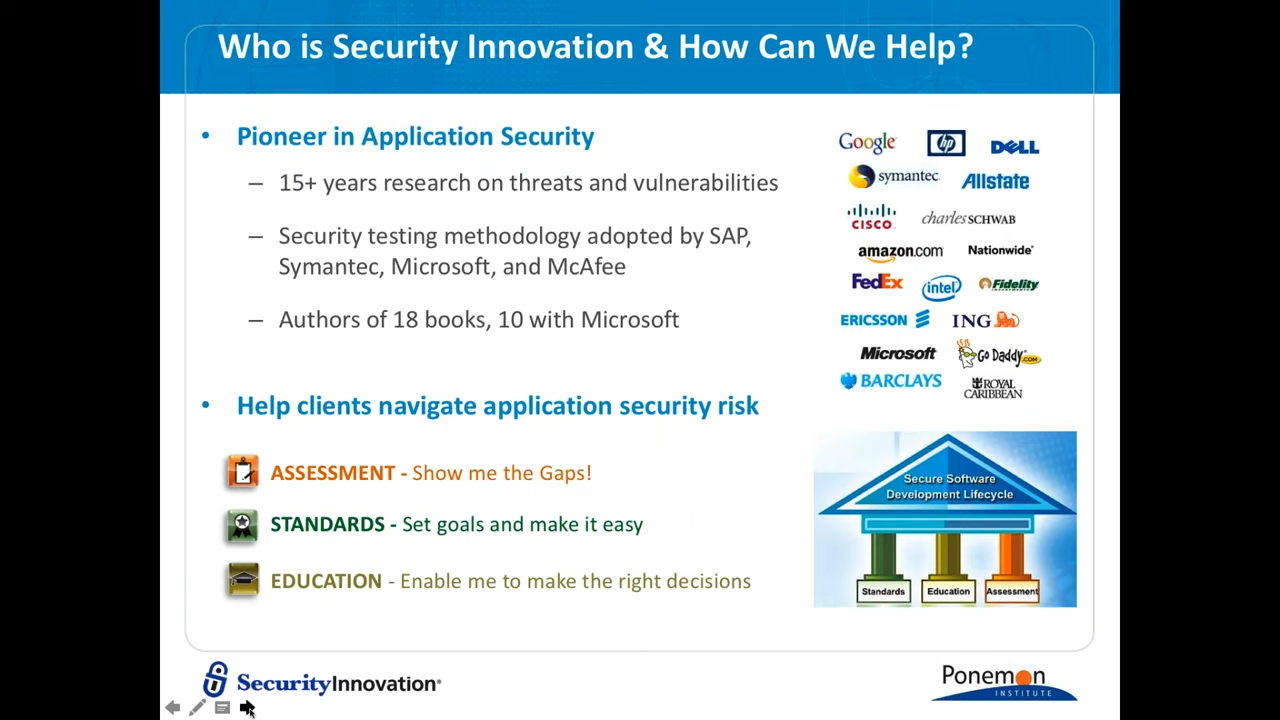 Who is Security Innovation & How Can We Help?
• Pioneer in Application Security
– 15+ years research on threats and vulnerabilities
– Security testing methodology adopted by SAP,
Symantec, Microsoft, and McAfee
– Authors of 18 books, 10 with Microsoft
• Help clients navigate application security risk
ASSESSMENT - Show me the Gaps!
STANDARDS - Set goals and make it easy
EDUCATION - Enable me to make the right decisions
Google hp DELL
symantec. Allstate
CISCO charles SCHWAB
amazon.com Nationwide®
FedEx intel Fidelity
ERICSSON ING
Microsoft Go Daddy .COM
BARCLAYS ROYAL
CARIBBEAN
Secure Software
Development Lifecycle
Standards Education Assessment
SecurityInnovation®
Ponemon
INSTITUTE